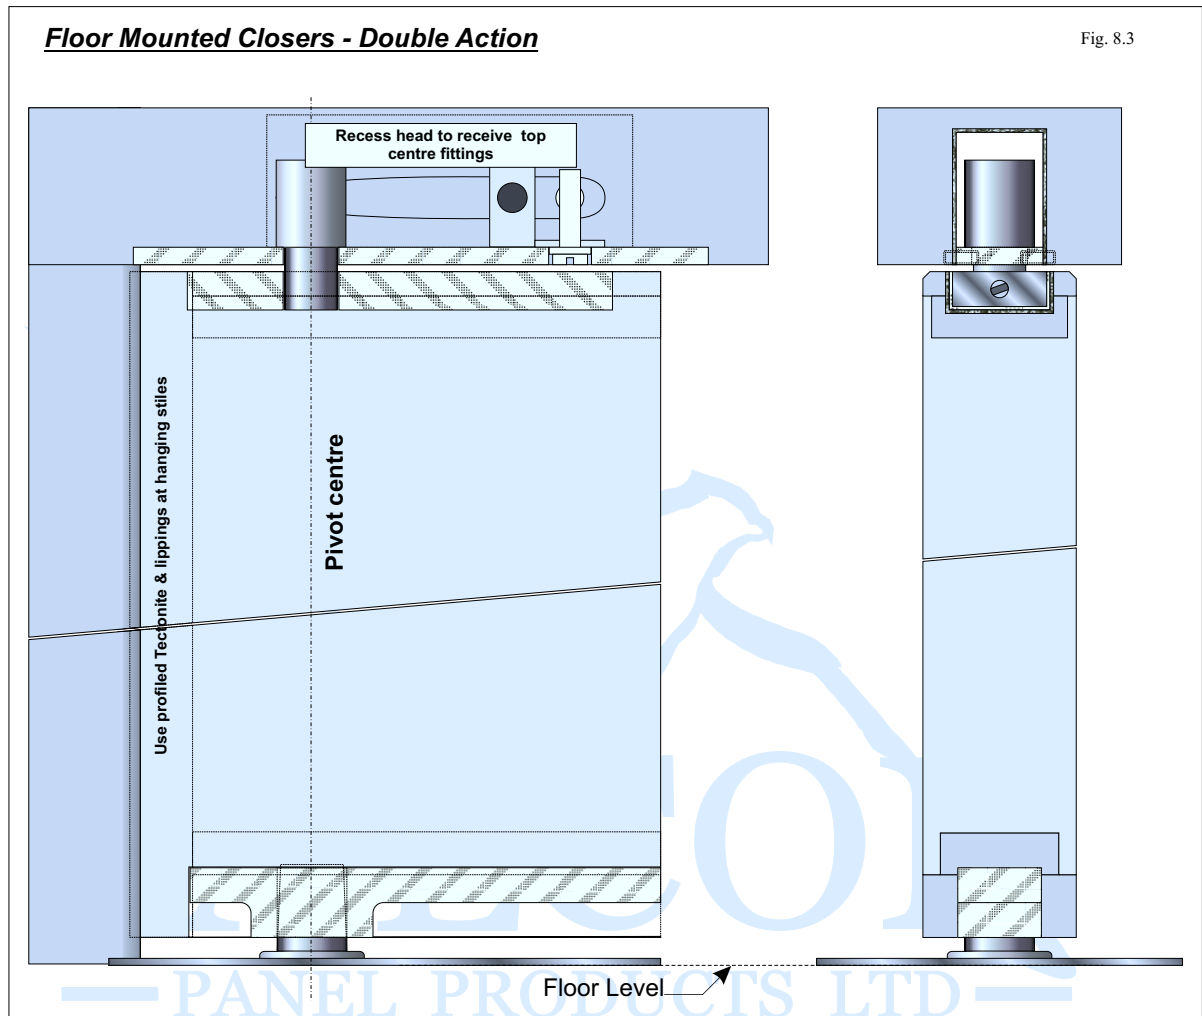 Floor Mounted Closers - Double Action
Fig. 8.3
Recess head to receive top
centre fittings
Use profiled Tectonite & lippings at hanging stiles
Pivot centre
Floor Level
PANEL PRODUCTS LTD